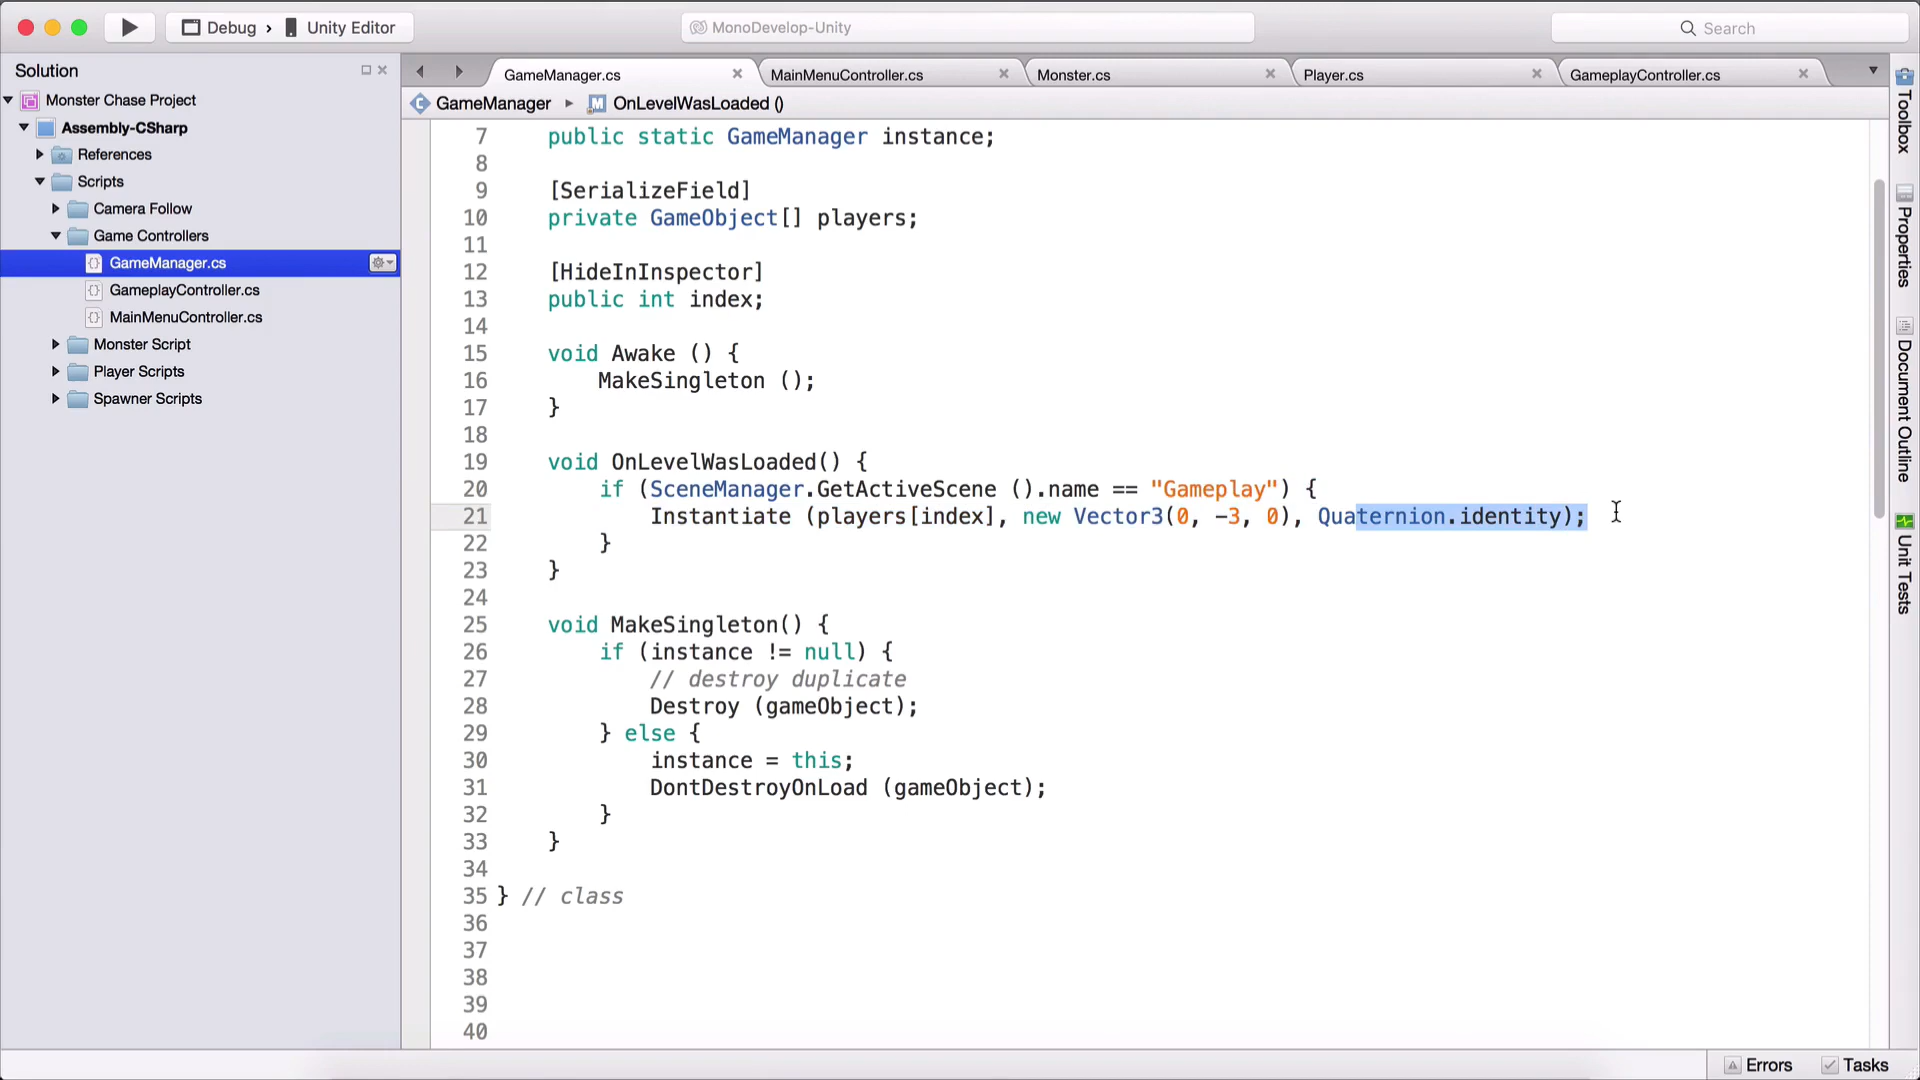 Debug › Unity Editor
MonoDevelop-Unity
Search
Solution
Monster Chase Project
Assembly-CSharp
References
Scripts
Camera Follow
Game Controllers
GameManager.cs
GameplayController.cs
MainMenuController.cs
Monster Script
Player Scripts
Spawner Scripts
GameManager.cs
MainMenuController.cs
Monster.cs
Player.cs
GameplayController.cs
GameManager
OnLevelWasLoaded ()
7 public static GameManager instance;
8
9 [SerializeField]
10 private GameObject[] players;
11
12 [HideInInspector]
13 public int index;
14
15 void Awake () {
16 MakeSingleton ();
17 }
18
19 void OnLevelWasLoaded() {
20 if (SceneManager.GetActiveScene ().name == "Gameplay") {
21 Instantiate (players[index], new Vector3(0, -3, 0), Quaternion.identity);
22 }
23 }
24
25 void MakeSingleton() {
26 if (instance != null) {
27 // destroy duplicate
28 Destroy (gameObject);
29 } else {
30 instance = this;
31 DontDestroyOnLoad (gameObject);
32 }
33 }
34
35 } // class
36
37
38
39
40
Toolbox
Properties
Document Outline
Unit Tests
Errors
Tasks